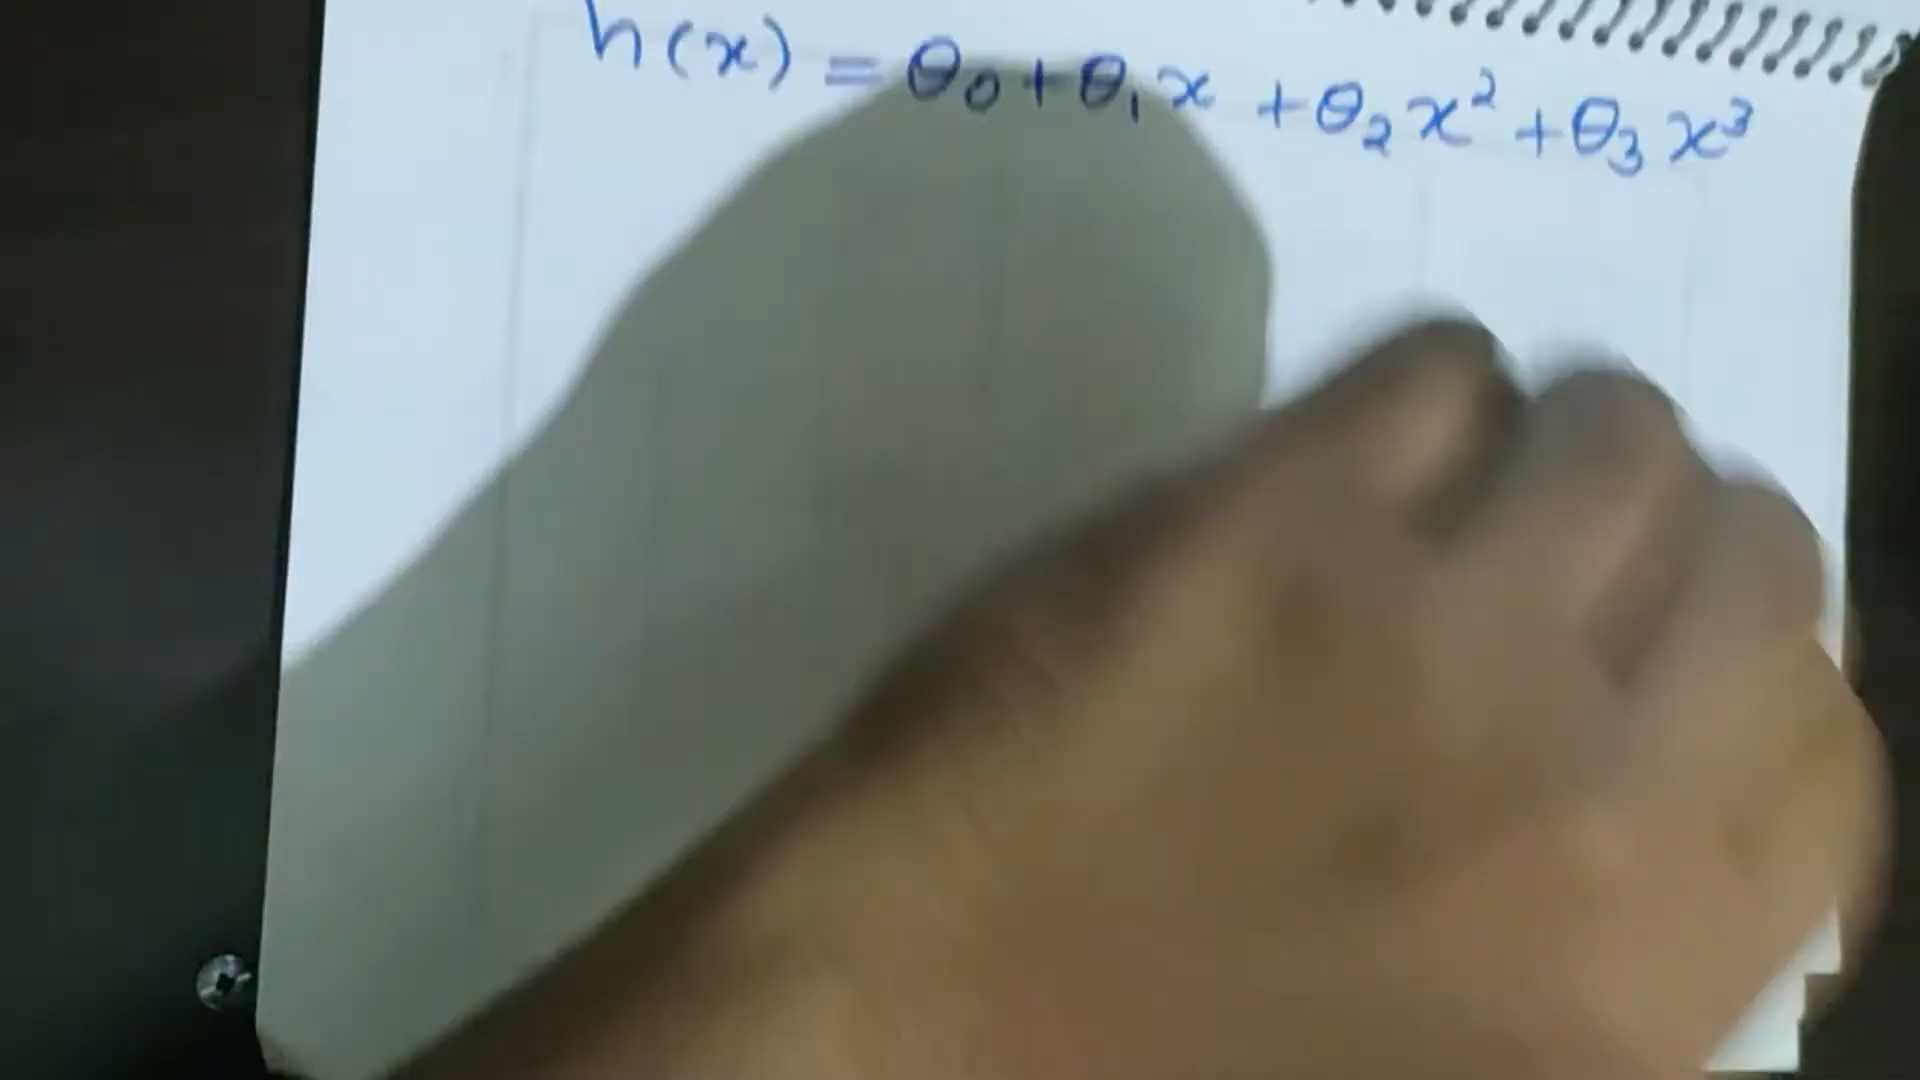 h(x) = θ₀ + θ₁x + θ₂x² + θ₃x³